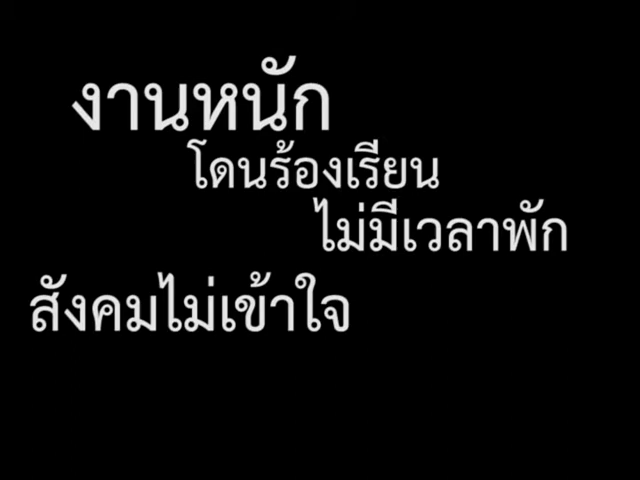 งานหนัก
โดนร้องเรียน
ไม่มีเวลาพัก
สังคมไม่เข้าใจ